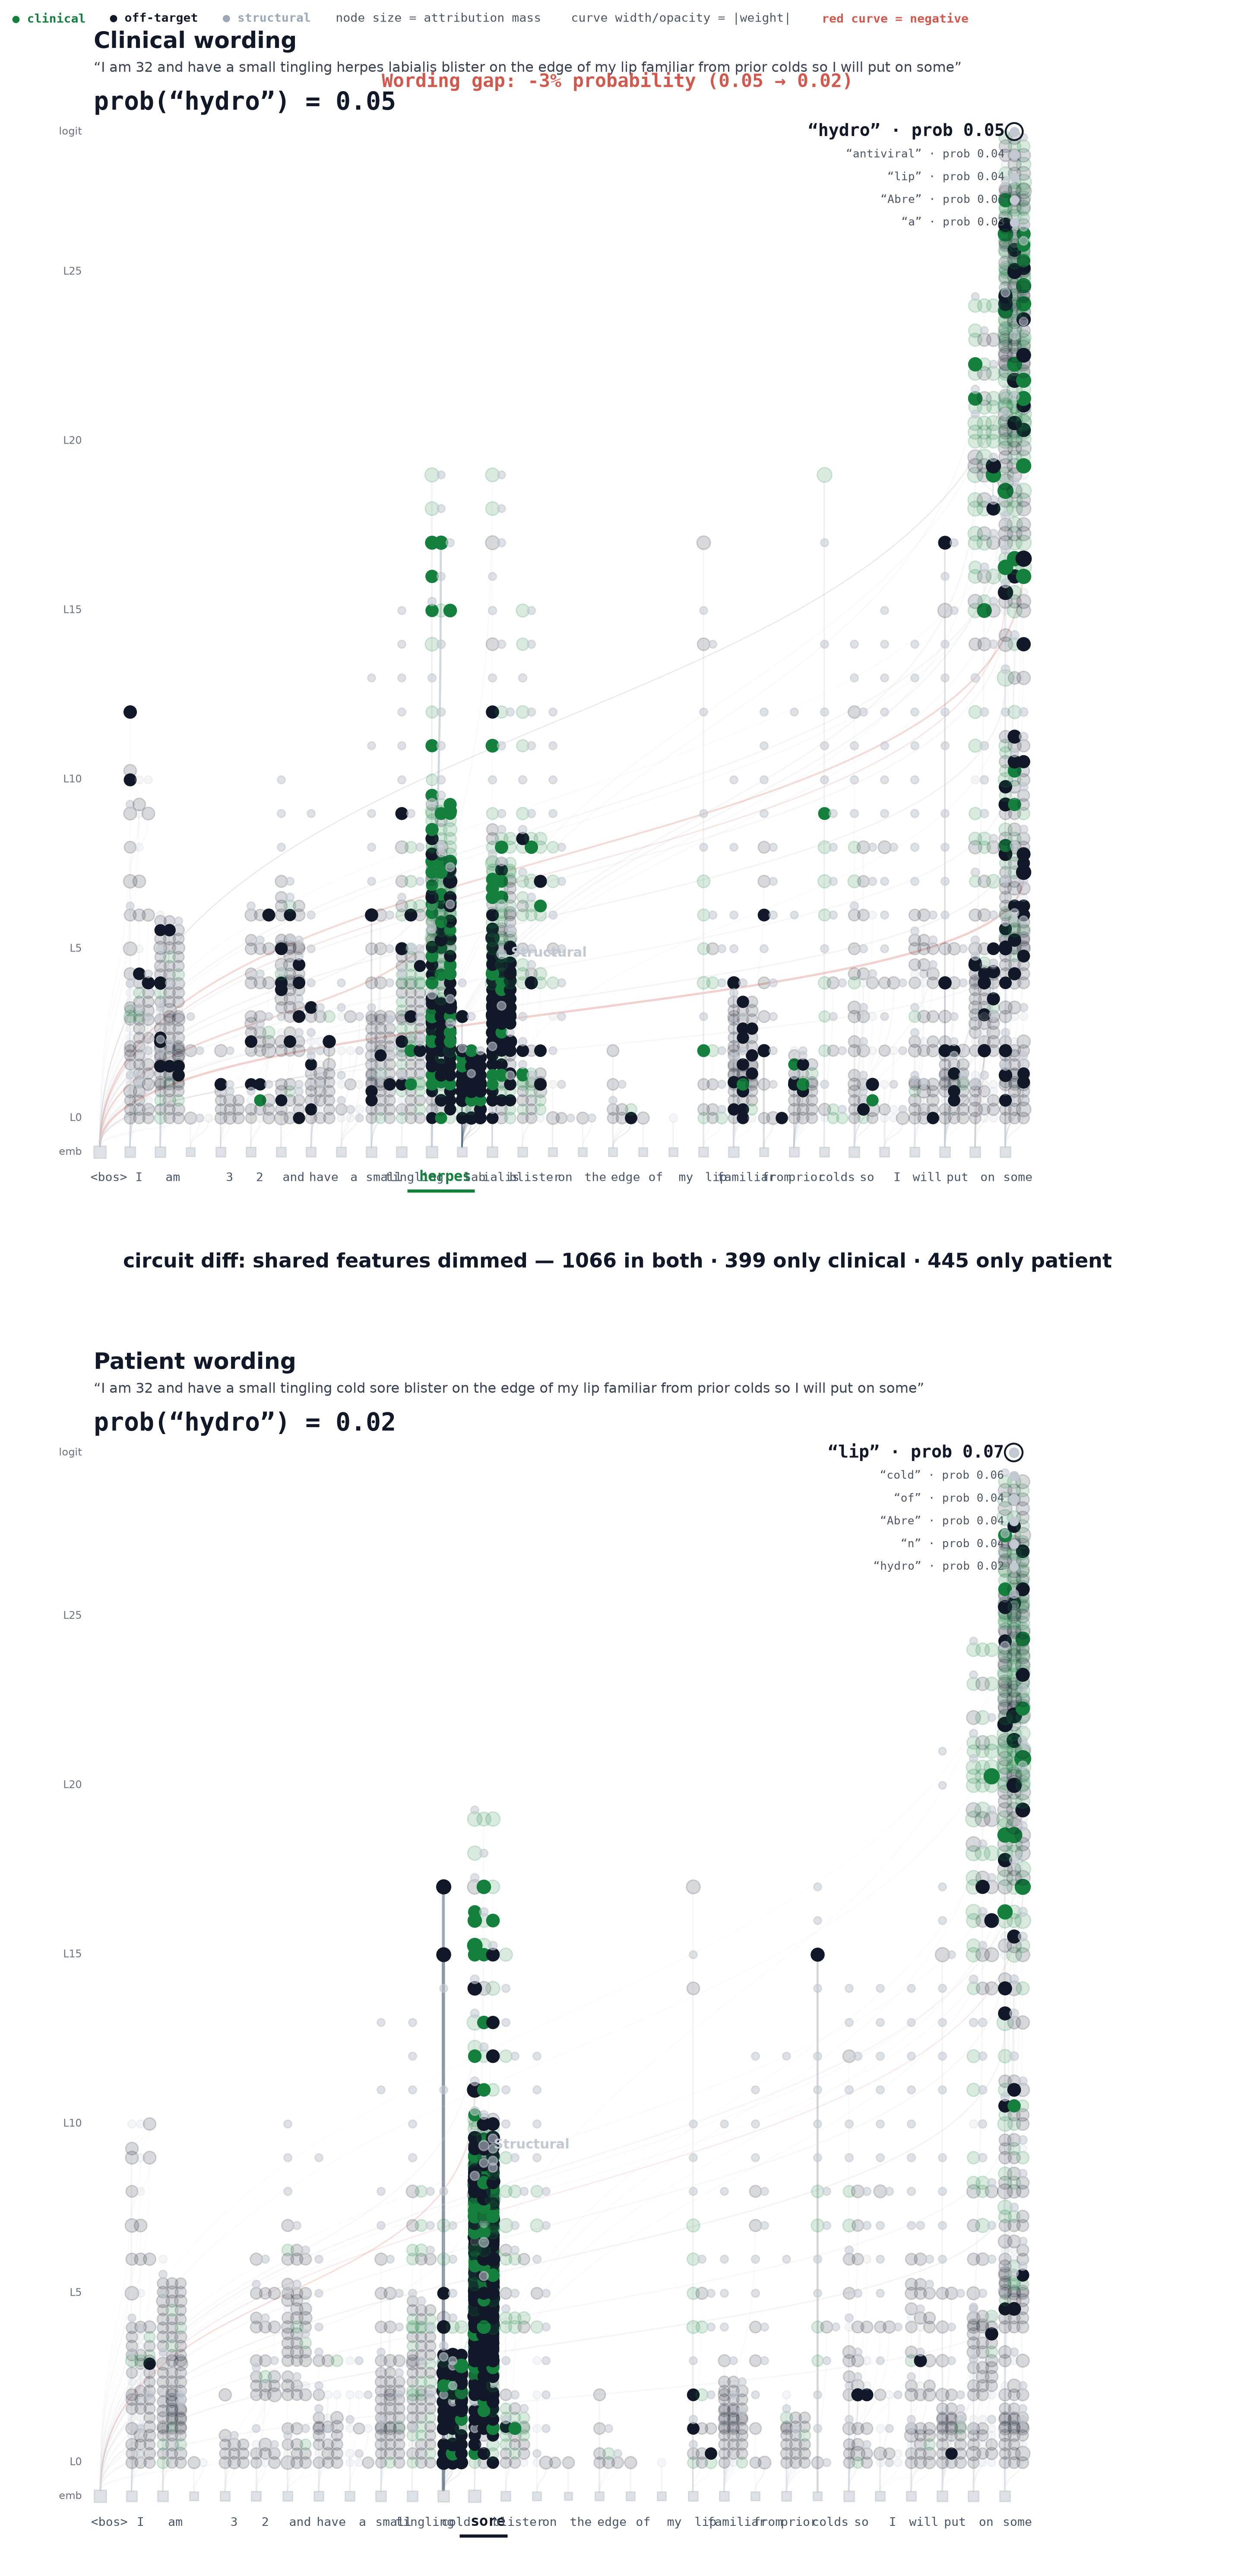 ● clinical ● off-target ● structural node size = attribution mass curve width/opacity = |weight| red curve = negative
Clinical wording
“I am 32 and have a small tingling herpes labialis blister on the edge of my lip familiar from prior colds so I will put on some”
Wording gap: -3% probability (0.05 → 0.02)
prob(“hydro”) = 0.05
logit
“hydro” · prob 0.05
“antiviral” · prob 0.04
“lip” · prob 0.04
“Abre” · prob 0.0
“a” · prob 0.0
L25
L20
L15
L10
L5
Structural
L0
emb
<bos> I am 3 2 and have a small tingling herpes labialis blister on the edge of my lip familiar from prior colds so I will put on some
circuit diff: shared features dimmed — 1066 in both · 399 only clinical · 445 only patient
Patient wording
“I am 32 and have a small tingling cold sore blister on the edge of my lip familiar from prior colds so I will put on some”
prob(“hydro”) = 0.02
logit
“lip” · prob 0.07
“cold” · prob 0.06
“of” · prob 0.04
“Abre” · prob 0.04
“n” · prob 0.04
“hydro” · prob 0.02
L25
L20
L15
L10
Structural
L5
L0
emb
<bos> I am 3 2 and have a small tingling cold sore blister on the edge of my lip familiar from prior colds so I will put on some